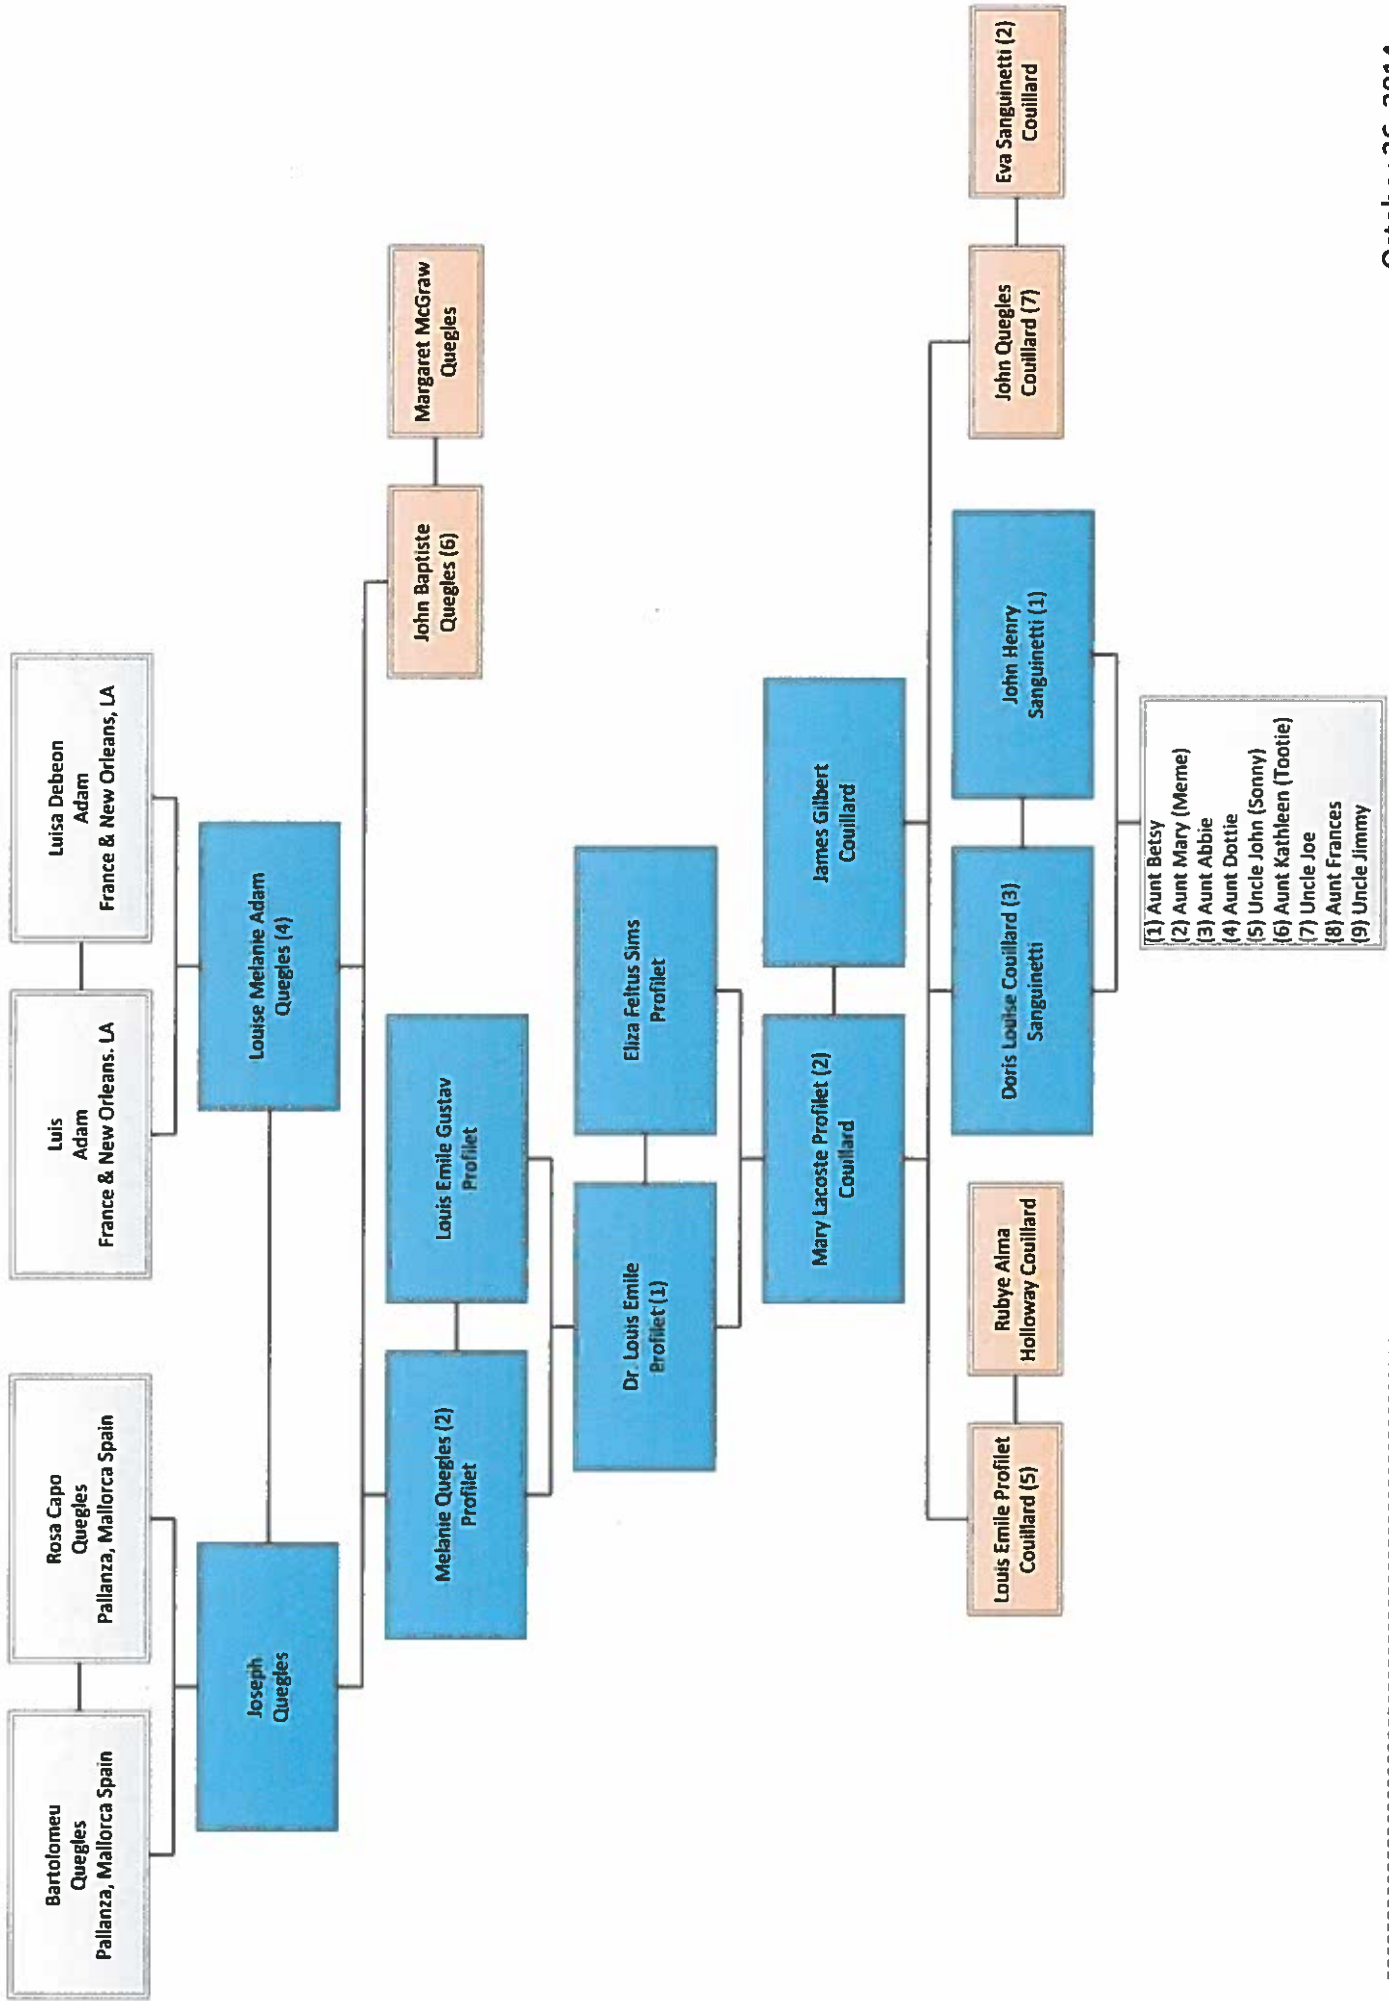 Bartolomeu
Quegles
Pallanza, Mallorca Spain
Rosa Capo
Quegles
Pallanza, Mallorca Spain
Luis
Adam
France & New Orleans. LA
Luisa Debeon
Adam
France & New Orleans, LA
Joseph
Quegles
Louise Melanie Adam
Quegles (4)
Melanie Quegles (2)
Profilet
Louis Emile Gustav
Profilet
John Baptiste
Quegles (6)
Margaret McGraw
Quegles
Dr. Louis Emile
Profilet (1)
Eliza Feltus Sims
Profilet
Mary Lacoste Profilet (2)
Couillard
James Gilbert
Couillard
Louis Emile Profilet
Couillard (5)
Rubye Alma
Holloway Couillard
Doris Louise Couillard (3)
Sanguinetti
John Henry
Sanguinetti (1)
John Quegles
Couillard (7)
Eva Sanguinetti (2)
Couillard
(1) Aunt Betsy
(2) Aunt Mary (Meme)
(3) Aunt Abbie
(4) Aunt Dottie
(5) Uncle John (Sonny)
(6) Aunt Kathleen (Tootie)
(7) Uncle Joe
(8) Aunt Frances
(9) Uncle Jimmy